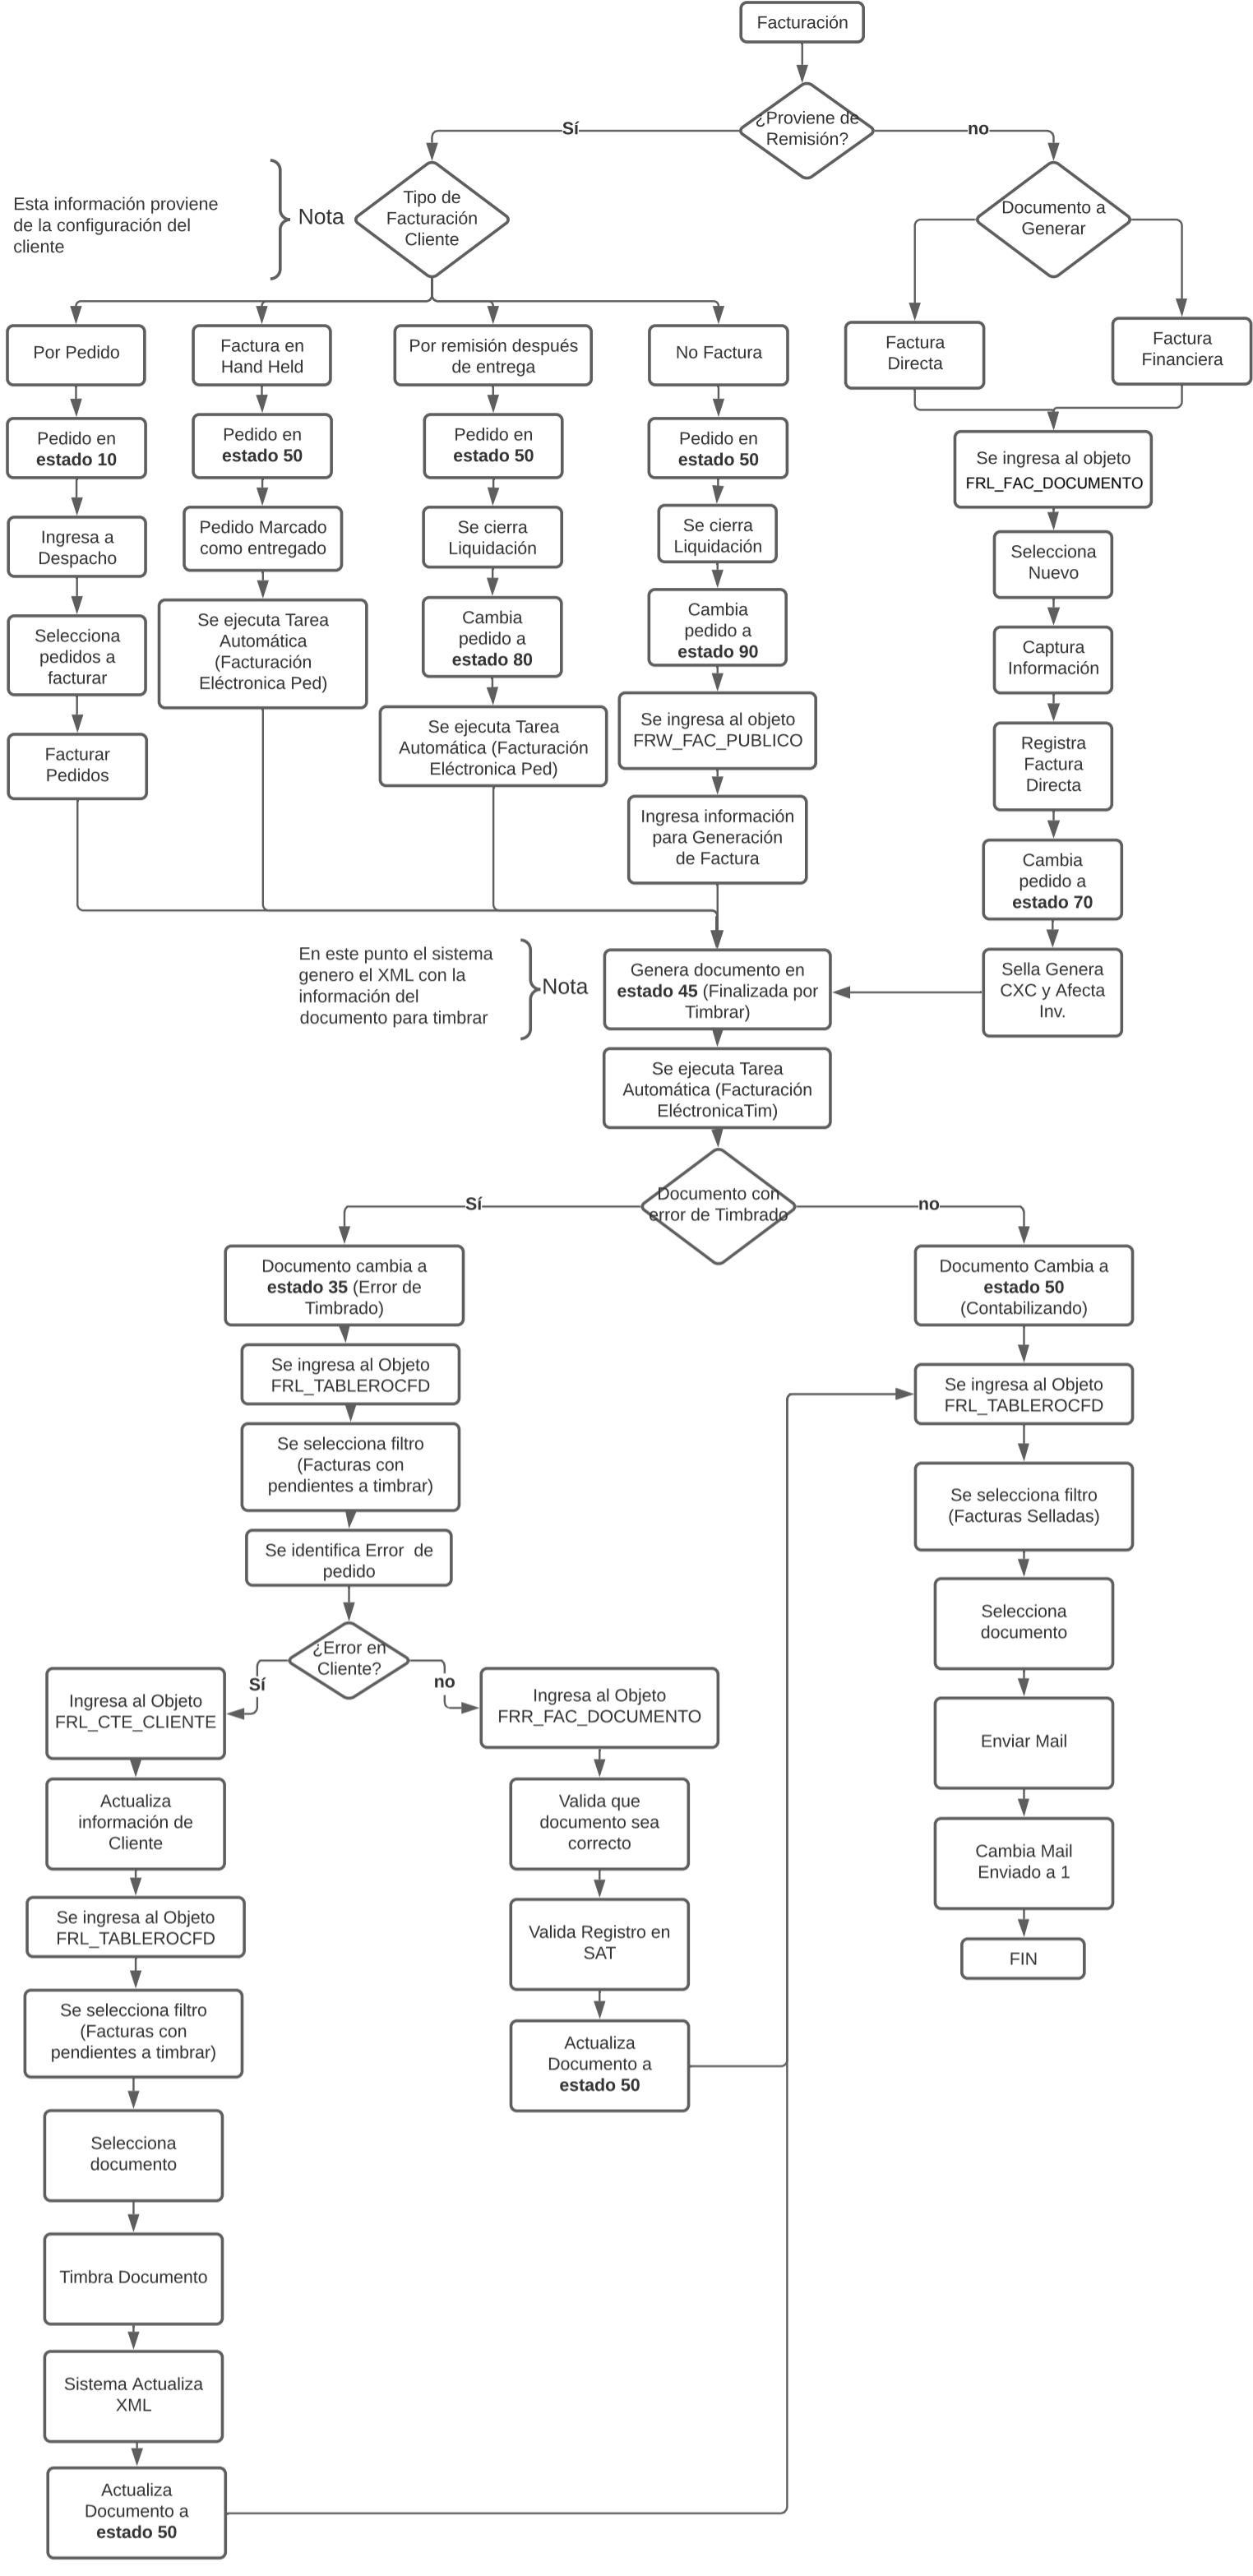 Facturación
¿Proviene de
Remisión?
Sí
no
Esta información proviene
de la configuración del
cliente
Nota
Tipo de
Facturación
Cliente
Documento a
Generar
Por Pedido
Factura en
Hand Held
Por remisión después
de entrega
No Factura
Factura
Directa
Factura
Financiera
Pedido en
estado 10
Pedido en
estado 50
Pedido en
estado 50
Pedido en
estado 50
Se ingresa al objeto
FRL_FAC_DOCUMENTO
Ingresa a
Despacho
Pedido Marcado
como entregado
Se cierra
Liquidación
Se cierra
Liquidación
Selecciona
Nuevo
Selecciona
pedidos a
facturar
Se ejecuta Tarea
Automática
(Facturación
Eléctronica Ped)
Cambia
pedido a
estado 80
Cambia
pedido a
estado 90
Captura
Información
Facturar
Pedidos
Se ejecuta Tarea
Automática (Facturación
Eléctronica Ped)
Se ingresa al objeto
FRW_FAC_PUBLICO
Registra
Factura
Directa
Ingresa información
para Generación
de Factura
Cambia
pedido a
estado 70
En este punto el sistema
genero el XML con la
información del
documento para timbrar
Nota
Genera documento en
estado 45 (Finalizada por
Timbrar)
Sella Genera
CXC y Afecta
Inv.
Se ejecuta Tarea
Automática (Facturación
EléctronicaTim)
Documento con
error de Timbrado
Sí
no
Documento cambia a
estado 35 (Error de
Timbrado)
Documento Cambia a
estado 50
(Contabilizando)
Se ingresa al Objeto
FRL_TABLEROCFD
Se ingresa al Objeto
FRL_TABLEROCFD
Se selecciona filtro
(Facturas con
pendientes a timbrar)
Se selecciona filtro
(Facturas Selladas)
Se identifica Error  de
pedido
Selecciona
documento
¿Error en
Cliente?
Sí
no
Ingresa al Objeto
FRL_CTE_CLIENTE
Ingresa al Objeto
FRR_FAC_DOCUMENTO
Enviar Mail
Actualiza
información de
Cliente
Valida que
documento sea
correcto
Cambia Mail
Enviado a 1
Se ingresa al Objeto
FRL_TABLEROCFD
Valida Registro en
SAT
FIN
Se selecciona filtro
(Facturas con
pendientes a timbrar)
Actualiza
Documento a
estado 50
Selecciona
documento
Timbra Documento
Sistema Actualiza
XML
Actualiza
Documento a
estado 50